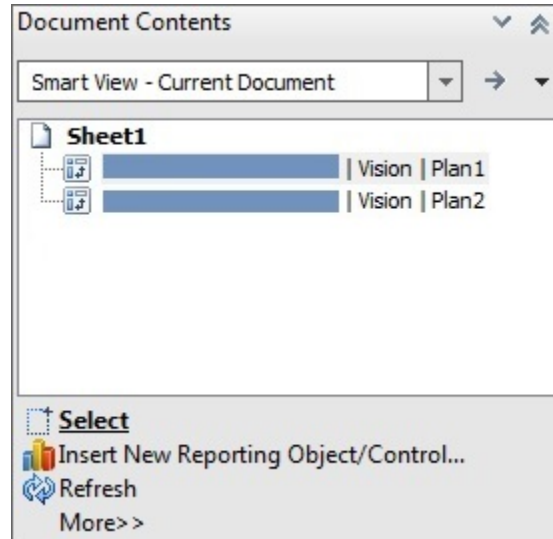 Document Contents
Smart View - Current Document
Sheet1
| Vision | Plan1
| Vision | Plan2
Select
Insert New Reporting Object/Control...
Refresh
More>>